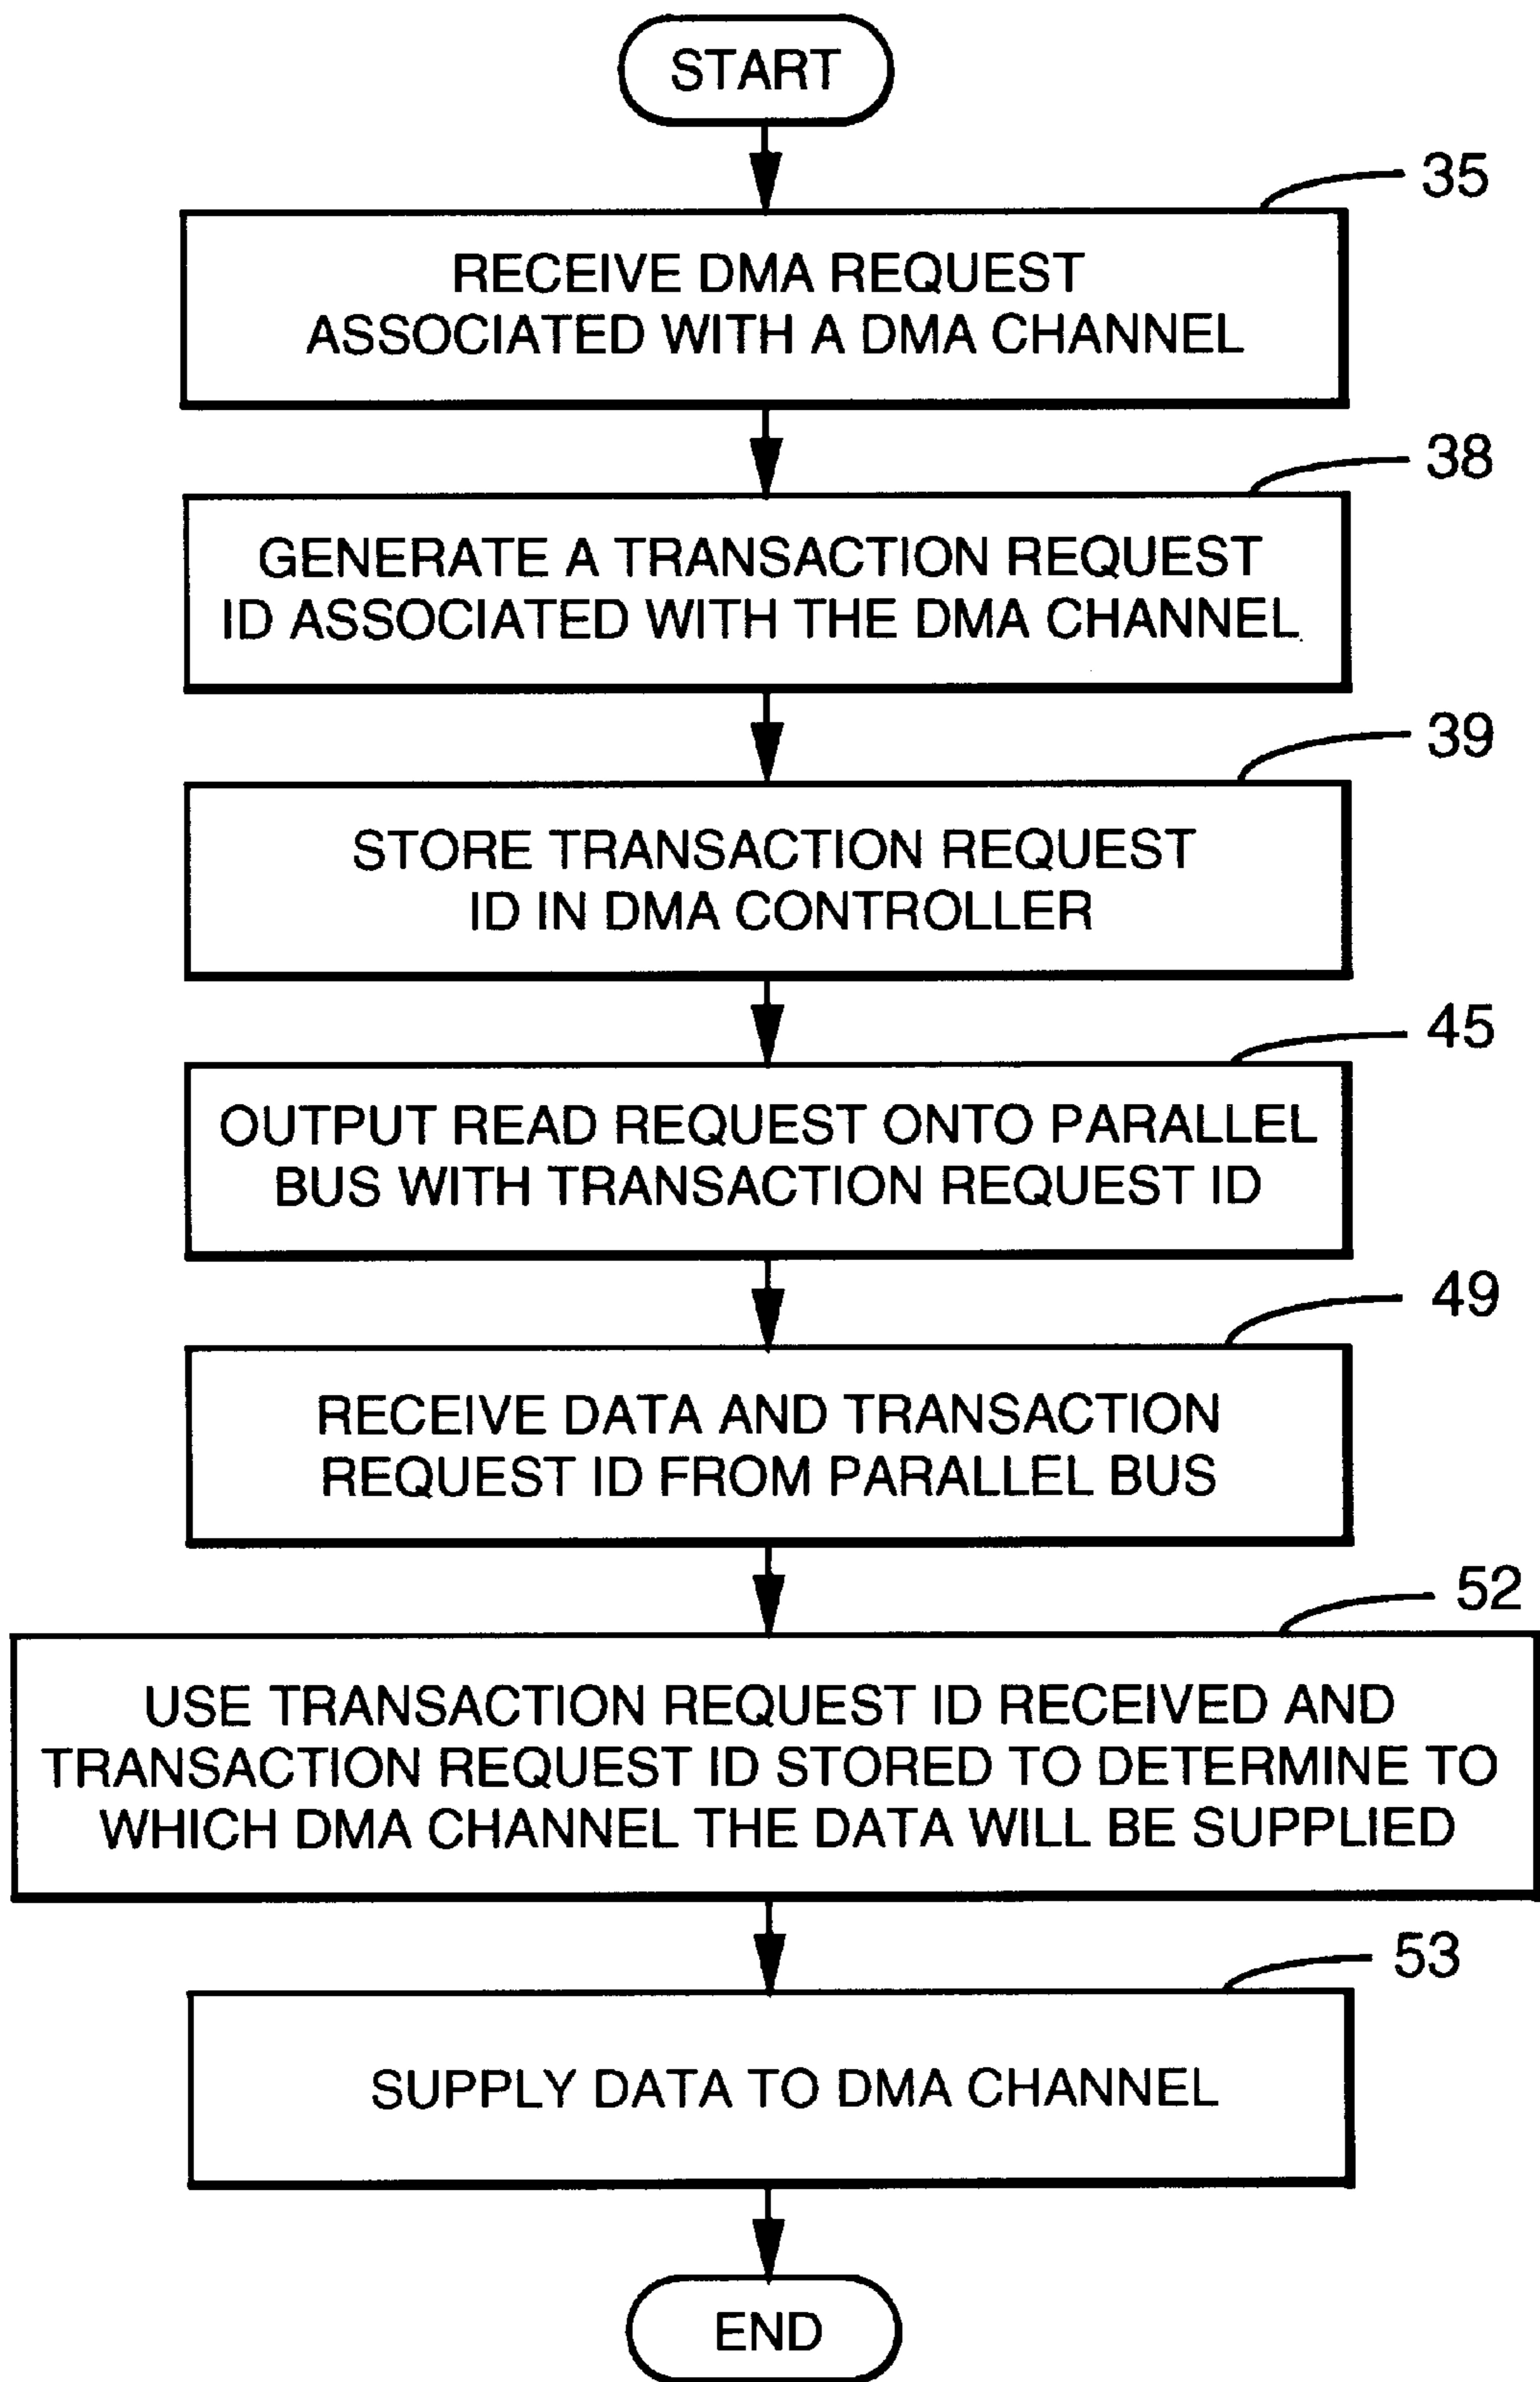 START
35
RECEIVE DMA REQUEST
ASSOCIATED WITH A DMA CHANNEL
38
GENERATE A TRANSACTION REQUEST
ID ASSOCIATED WITH THE DMA CHANNEL
39
STORE TRANSACTION REQUEST
ID IN DMA CONTROLLER
45
OUTPUT READ REQUEST ONTO PARALLEL
BUS WITH TRANSACTION REQUEST ID
49
RECEIVE DATA AND TRANSACTION
REQUEST ID FROM PARALLEL BUS
52
USE TRANSACTION REQUEST ID RECEIVED AND
TRANSACTION REQUEST ID STORED TO DETERMINE TO
WHICH DMA CHANNEL THE DATA WILL BE SUPPLIED
53
SUPPLY DATA TO DMA CHANNEL
END